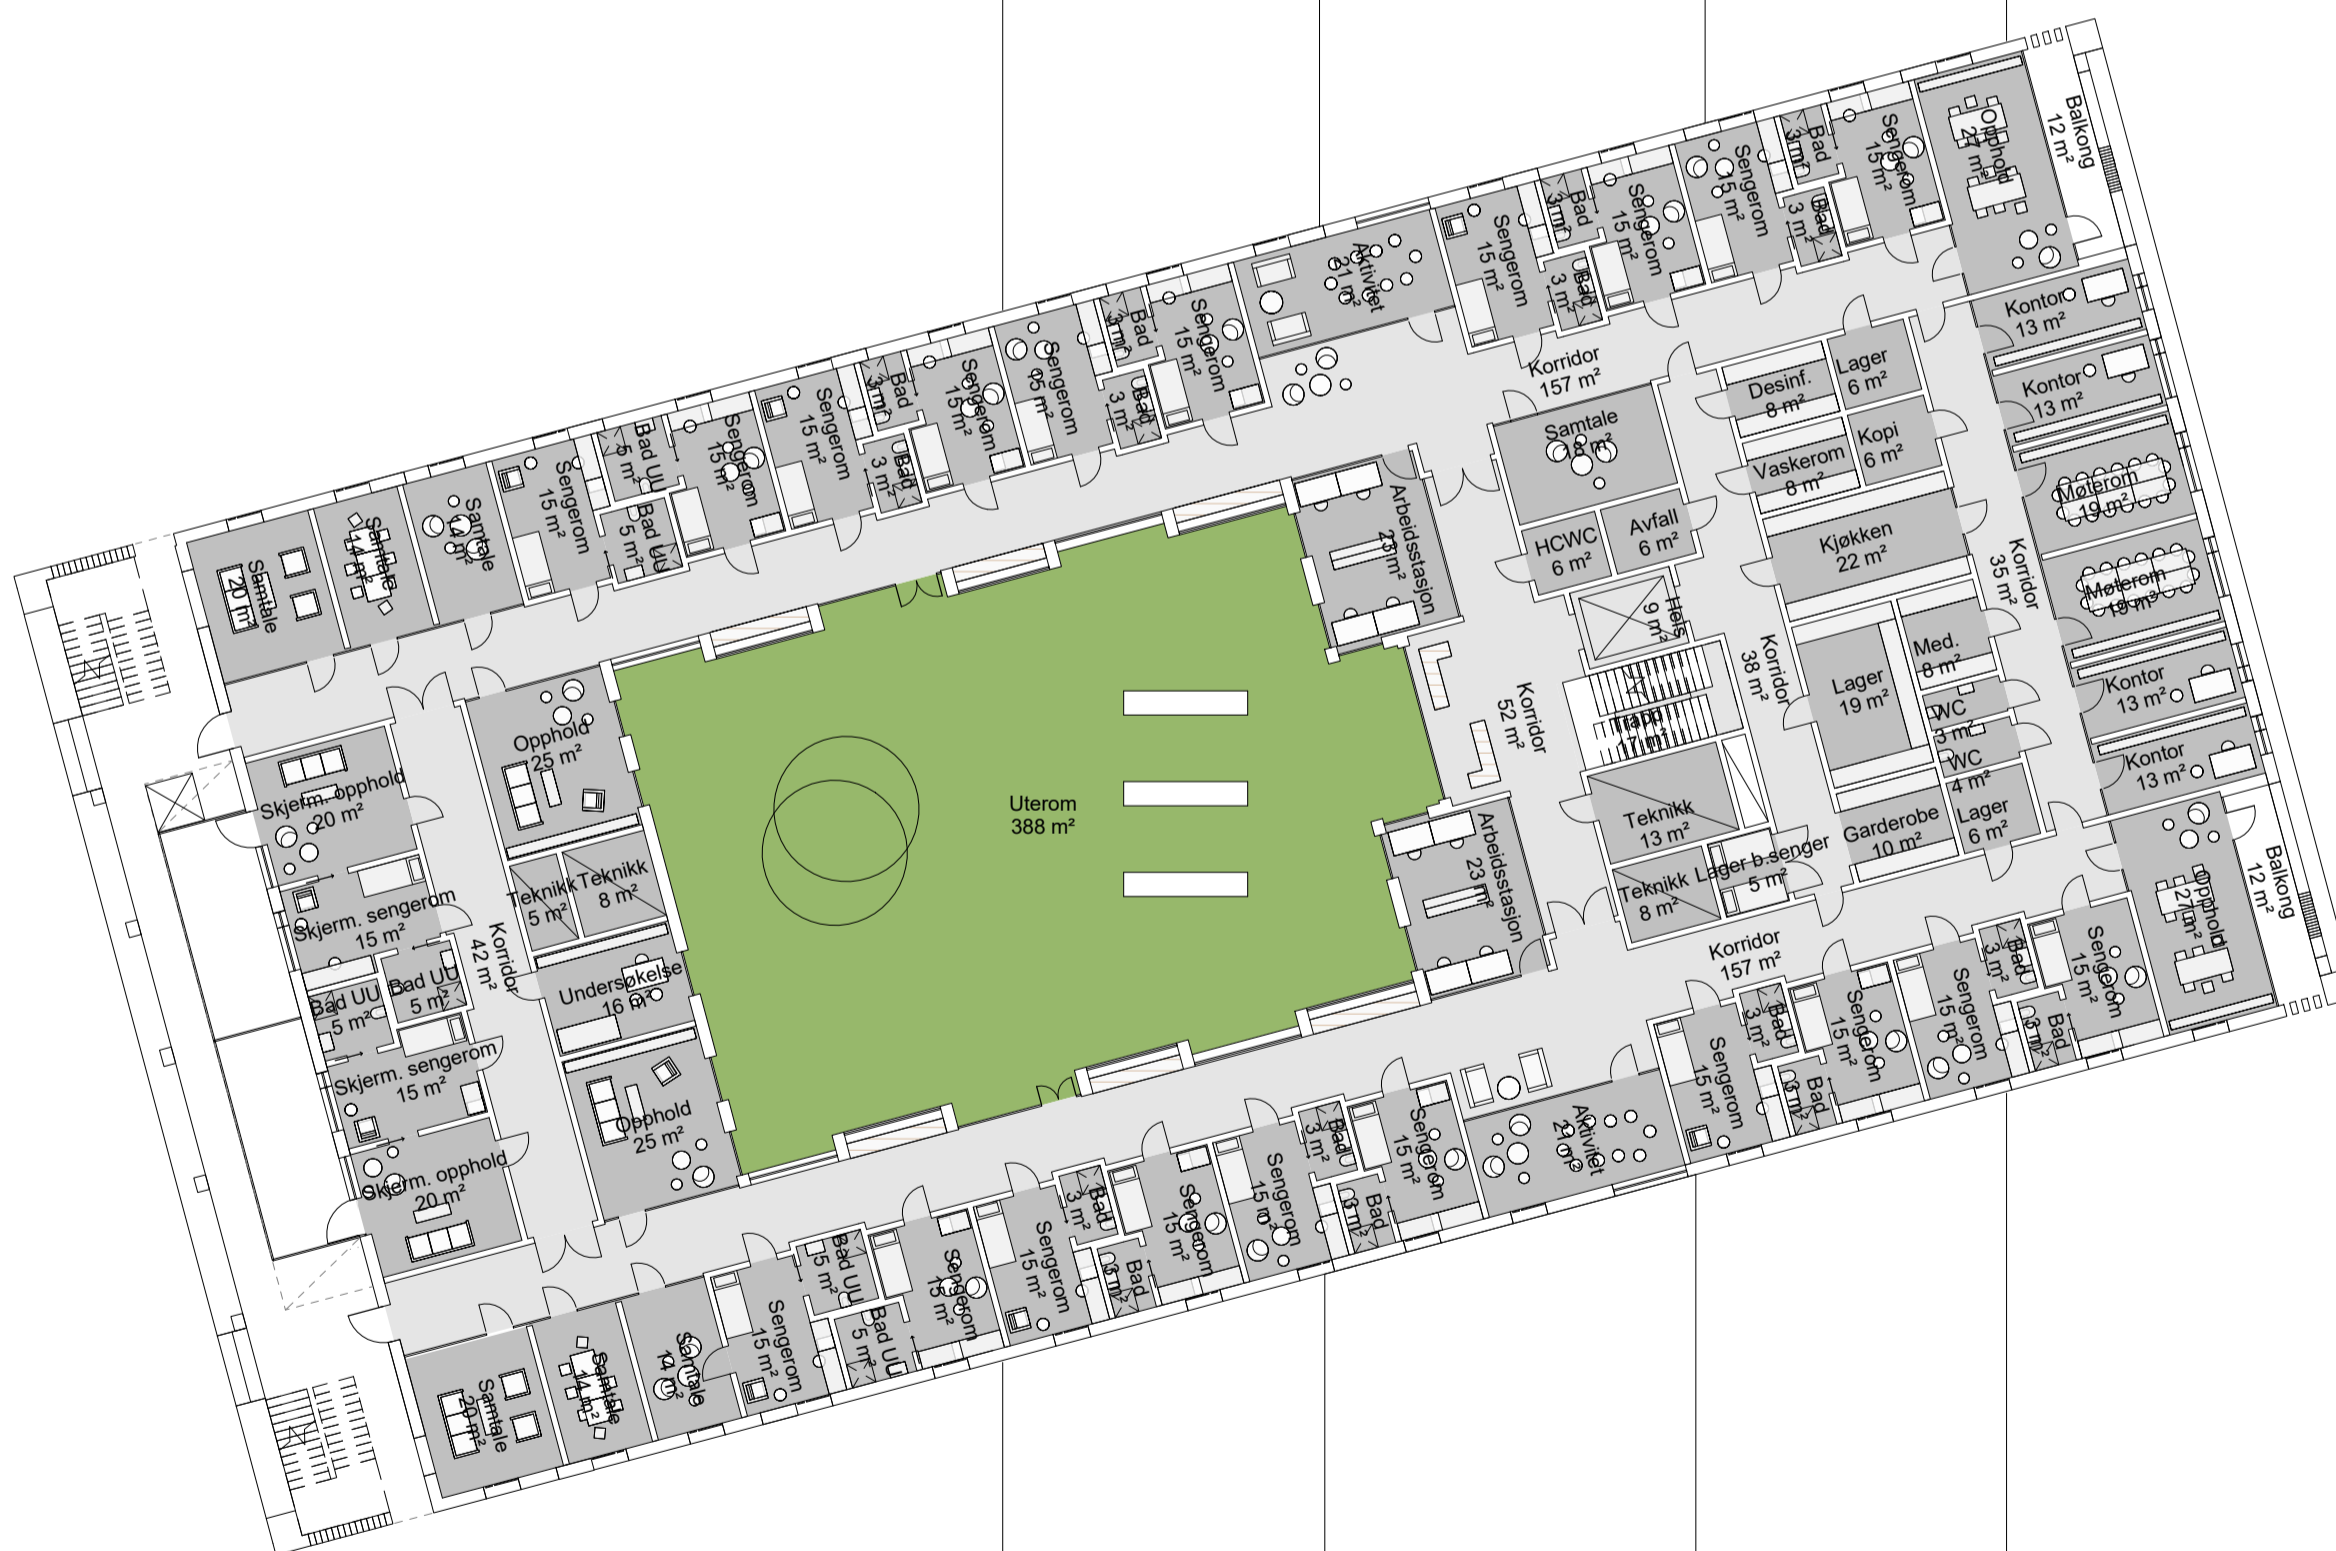 Balkong
12 m²
Opphold
27 m²
Sengerom
15 m²
Bad
3 m²
Bad
3 m²
Sengerom
15 m²
Sengerom
15 m²
Bad
3 m²
Bad
3 m²
Sengerom
15 m²
Aktivitet
21 m²
Sengerom
15 m²
Bad
3 m²
Bad
3 m²
Sengerom
15 m²
Sengerom
15 m²
Bad
3 m²
Bad
3 m²
Sengerom
15 m²
Sengerom
15 m²
Bad UU
5 m²
Bad UU
5 m²
Sengerom
15 m²
Samtale
14 m²
Samtale
14 m²
Samtale
20 m²
Kontor
13 m²
Kontor
13 m²
Møterom
19 m²
Møterom
19 m²
Kontor
13 m²
Kontor
13 m²
Korridor
157 m²
Desinf.
8 m²
Lager
6 m²
Vaskerom
8 m²
Kopi
6 m²
Kjøkken
22 m²
Korridor
35 m²
Samtale
HCWC
6 m²
Avfall
6 m²
Heis
9 m²
Korridor
38 m²
Lager
19 m²
Med.
8 m²
WC
3 m²
WC
4 m²
Lager
6 m²
Garderobe
10 m²
Trapp
17 m²
Teknikk
13 m²
Teknikk
8 m²
Lager b.senger
5 m²
Korridor
52 m²
Arbeidsstasjon
23 m²
Arbeidsstasjon
23 m²
Uterom
388 m²
Opphold
25 m²
Teknikk
5 m²
Teknikk
8 m²
Undersøkelse
16 m²
Opphold
25 m²
Korridor
42 m²
Skjerm. opphold
20 m²
Skjerm. sengerom
15 m²
Bad UU
5 m²
Bad UU
5 m²
Skjerm. sengerom
15 m²
Skjerm. opphold
20 m²
Korridor
157 m²
Balkong
12 m²
Opphold
27 m²
Sengerom
15 m²
Bad
3 m²
Bad
3 m²
Sengerom
15 m²
Sengerom
15 m²
Bad
3 m²
Bad
3 m²
Sengerom
15 m²
Aktivitet
21 m²
Sengerom
15 m²
Bad
3 m²
Bad
3 m²
Sengerom
15 m²
Sengerom
15 m²
Bad
3 m²
Bad
3 m²
Sengerom
15 m²
Sengerom
15 m²
Bad UU
5 m²
Bad UU
5 m²
Sengerom
15 m²
Samtale
14 m²
Samtale
14 m²
Samtale
20 m²